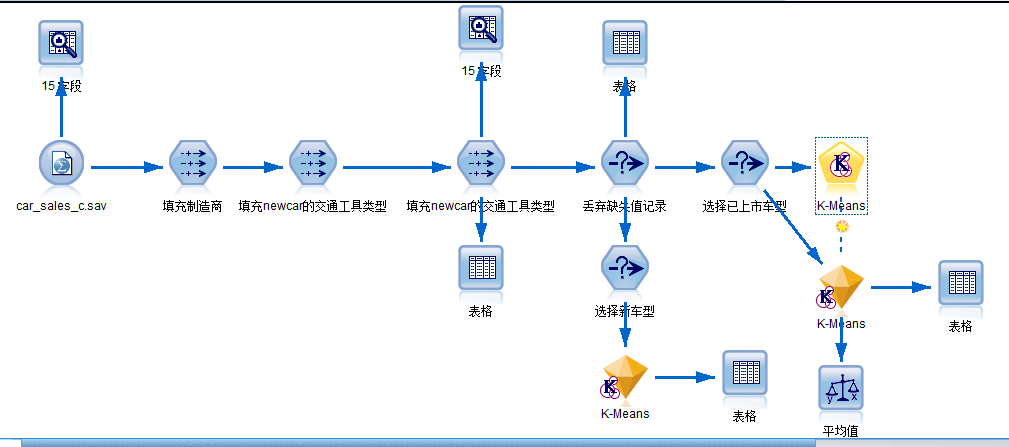 15 字段
15 字段
表格
car_sales_c.sav
填充制造商
填充newcar的交通工具类型
填充newcar的交通工具类型
丢弃缺失值记录
选择已上市车型
K-Means
表格
选择新车型
K-Means
表格
K-Means
表格
平均值